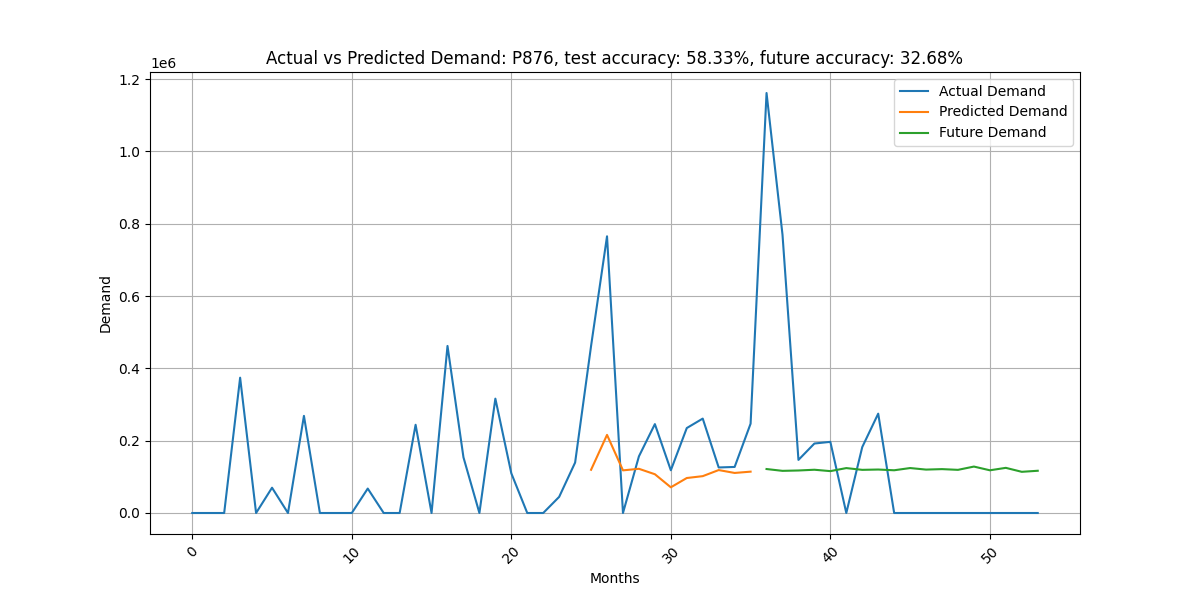 Actual vs Predicted Demand: P876, test accuracy: 58.33%, future accuracy: 32.68%
1e6
1.2
1.0
0.8
0.6
0.4
0.2
0.0
Demand
Actual Demand
Predicted Demand
Future Demand
0
10
20
30
40
50
Months